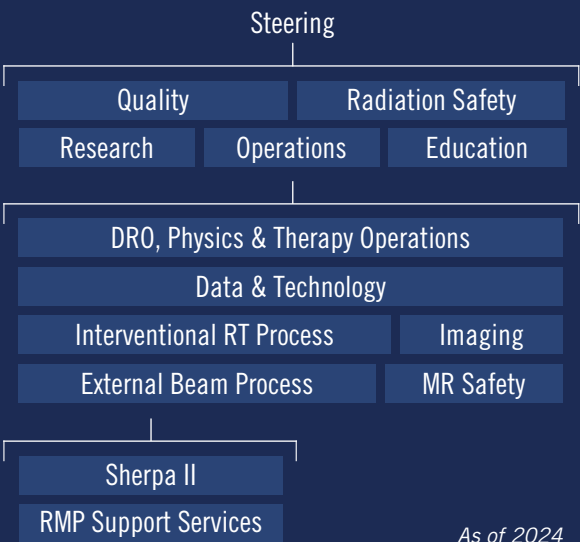 Steering
Quality Radiation Safety
Research Operations Education
DRO, Physics & Therapy Operations
Data & Technology
Interventional RT Process Imaging
External Beam Process MR Safety
Sherpa II
RMP Support Services
As of 2024